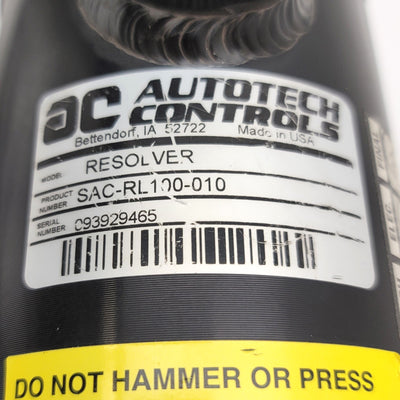 AC AUTOTECH
CONTROLS
Bettendorf, IA 52722 Made in USA
MODEL RESOLVER
PRODUCT NUMBER SAC-RL100-010
SERIAL NUMBER 093929465
DO NOT HAMMER OR PRESS